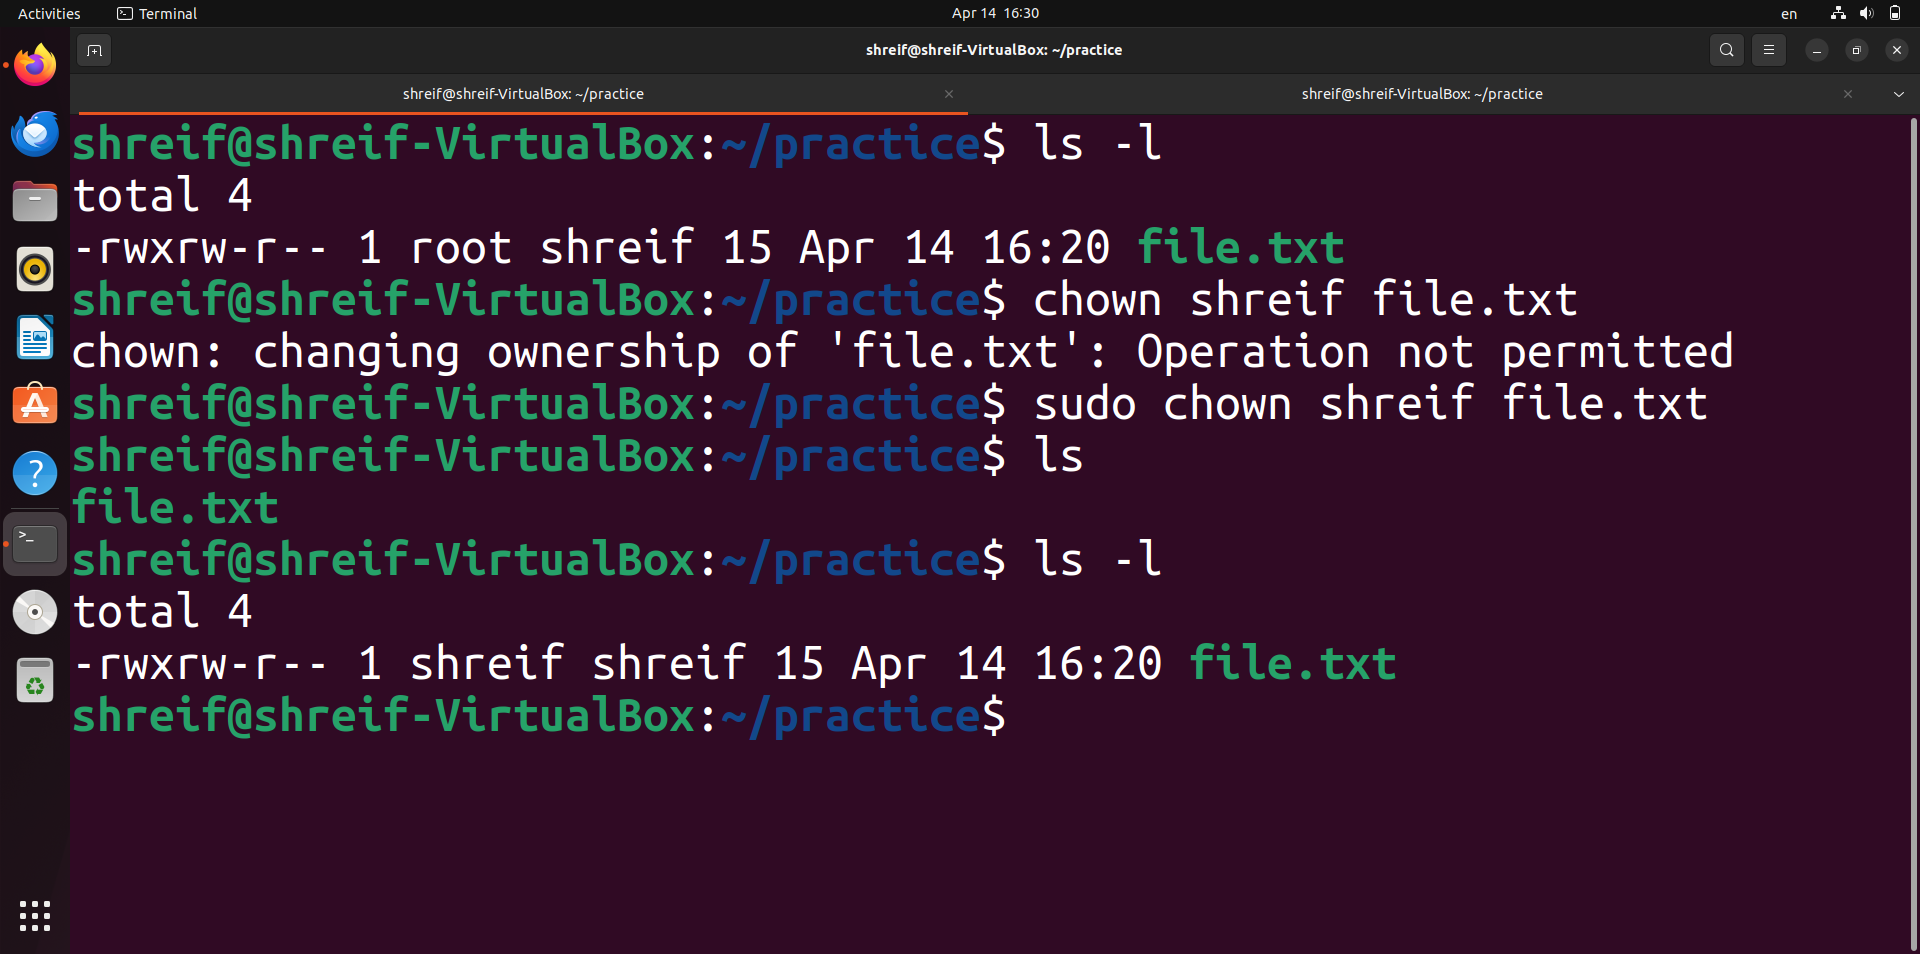 Activities Terminal Apr 14 16:30 en
shreif@shreif-VirtualBox: ~/practice
shreif@shreif-VirtualBox: ~/practice shreif@shreif-VirtualBox: ~/practice
shreif@shreif-VirtualBox:~/practice$ ls -l
total 4
-rwxrw-r-- 1 root shreif 15 Apr 14 16:20 file.txt
shreif@shreif-VirtualBox:~/practice$ chown shreif file.txt
chown: changing ownership of 'file.txt': Operation not permitted
shreif@shreif-VirtualBox:~/practice$ sudo chown shreif file.txt
shreif@shreif-VirtualBox:~/practice$ ls
file.txt
shreif@shreif-VirtualBox:~/practice$ ls -l
total 4
-rwxrw-r-- 1 shreif shreif 15 Apr 14 16:20 file.txt
shreif@shreif-VirtualBox:~/practice$